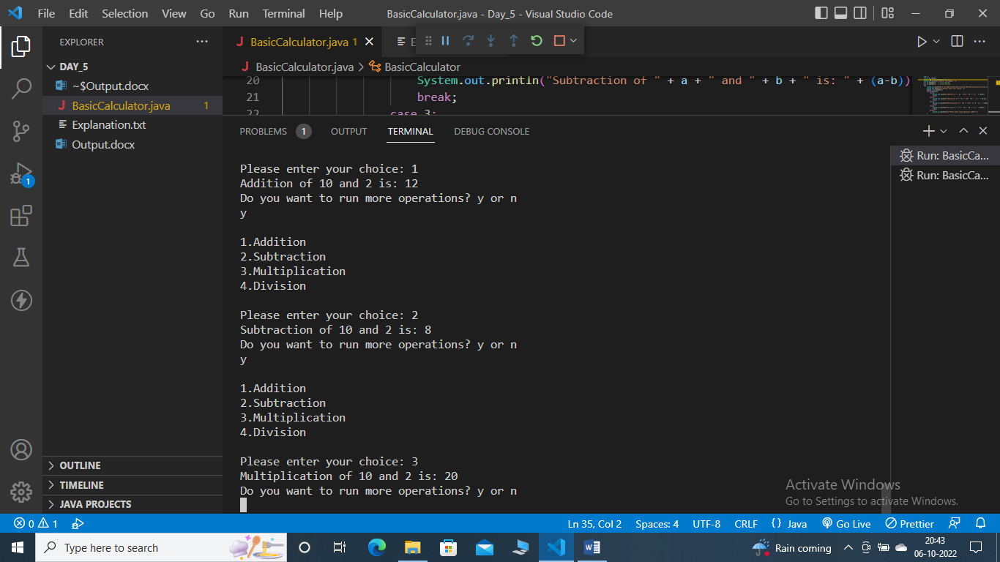 File Edit Selection View Go Run Terminal Help BasicCalculator.java - Day_5 - Visual Studio Code
EXPLORER
DAY_5
~$Output.docx
BasicCalculator.java 1
Explanation.txt
Output.docx
OUTLINE
TIMELINE
JAVA PROJECTS
1
BasicCalculator.java 1
BasicCalculator.java > BasicCalculator
20 System.out.println("Subtraction of " + a + " and " + b + " is: " + (a-b))
21 break;
22 case 3:
PROBLEMS 1 OUTPUT TERMINAL DEBUG CONSOLE
Run: BasicCa...
Run: BasicCa...
Please enter your choice: 1
Addition of 10 and 2 is: 12
Do you want to run more operations? y or n
y
1.Addition
2.Subtraction
3.Multiplication
4.Division
Please enter your choice: 2
Subtraction of 10 and 2 is: 8
Do you want to run more operations? y or n
y
1.Addition
2.Subtraction
3.Multiplication
4.Division
Please enter your choice: 3
Multiplication of 10 and 2 is: 20
Do you want to run more operations? y or n
Activate Windows
Go to Settings to activate Windows.
0 1 Ln 35, Col 2 Spaces: 4 UTF-8 CRLF {} Java Go Live Prettier
Type here to search Rain coming 20:43
06-10-2022